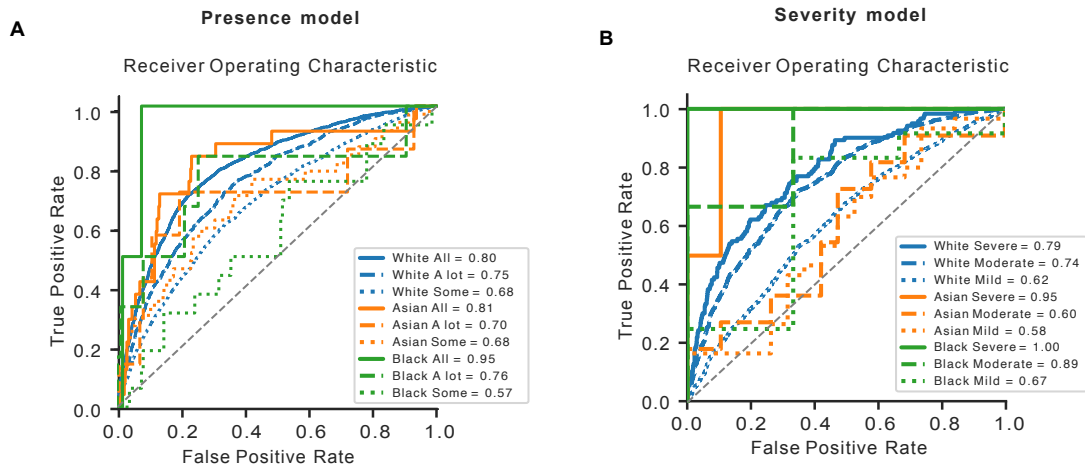 Presence model
A
Receiver Operating Characteristic
True Positive Rate
1.0
0.8
0.6
0.4
0.2
0.0
White All = 0.80
White A lot = 0.75
White Some = 0.68
Asian All = 0.81
Asian A lot = 0.70
Asian Some = 0.68
Black All = 0.95
Black A lot = 0.76
Black Some = 0.57
0.0 0.2 0.4 0.6 0.8 1.0
False Positive Rate
Severity model
B
Receiver Operating Characteristic
True Positive Rate
1.0
0.8
0.6
0.4
0.2
0.0
White Severe = 0.79
White Moderate = 0.74
White Mild = 0.62
Asian Severe = 0.95
Asian Moderate = 0.60
Asian Mild = 0.58
Black Severe = 1.00
Black Moderate = 0.89
Black Mild = 0.67
0.0 0.2 0.4 0.6 0.8 1.0
False Positive Rate